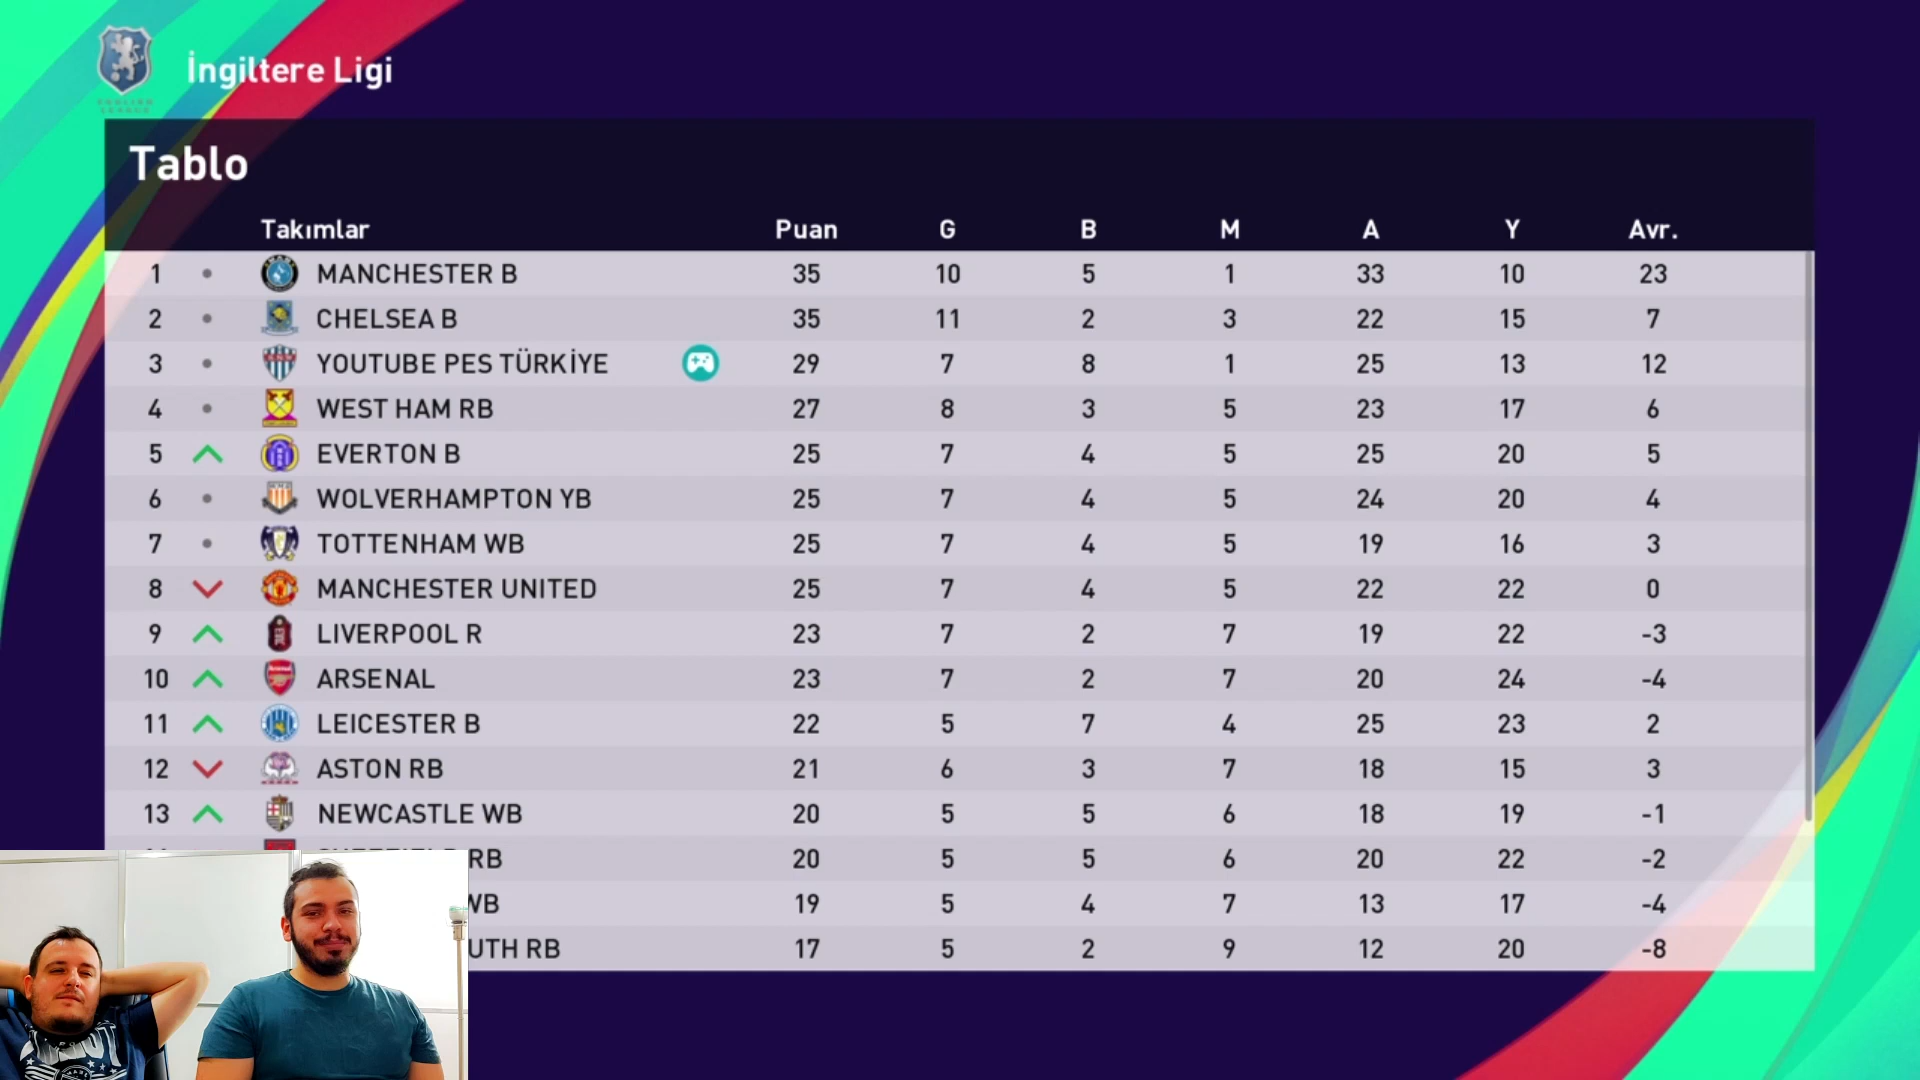 İngiltere Ligi
Tablo
Takımlar Puan G B M A Y Avr.
1 MANCHESTER B 35 10 5 1 33 10 23
2 CHELSEA B 35 11 2 3 22 15 7
3 YOUTUBE PES TÜRKİYE 29 7 8 1 25 13 12
4 WEST HAM RB 27 8 3 5 23 17 6
5 EVERTON B 25 7 4 5 25 20 5
6 WOLVERHAMPTON YB 25 7 4 5 24 20 4
7 TOTTENHAM WB 25 7 4 5 19 16 3
8 MANCHESTER UNITED 25 7 4 5 22 22 0
9 LIVERPOOL R 23 7 2 7 19 22 -3
10 ARSENAL 23 7 2 7 20 24 -4
11 LEICESTER B 22 5 7 4 25 23 2
12 ASTON RB 21 6 3 7 18 15 3
13 NEWCASTLE WB 20 5 5 6 18 19 -1
RB 20 5 5 6 20 22 -2
WB 19 5 4 7 13 17 -4
UTH RB 17 5 2 9 12 20 -8